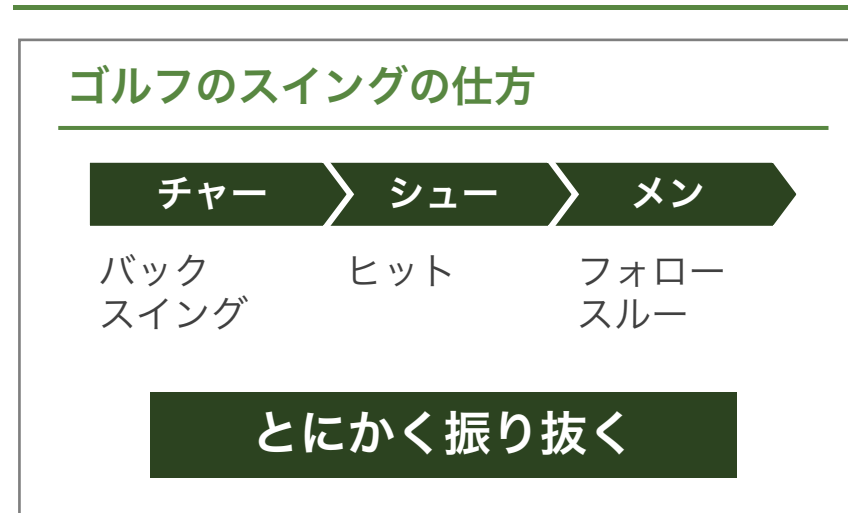 ゴルフのスイングの仕方
チャー
シュー
メン
バック
スイング
ヒット
フォロー
スルー
とにかく振り抜く